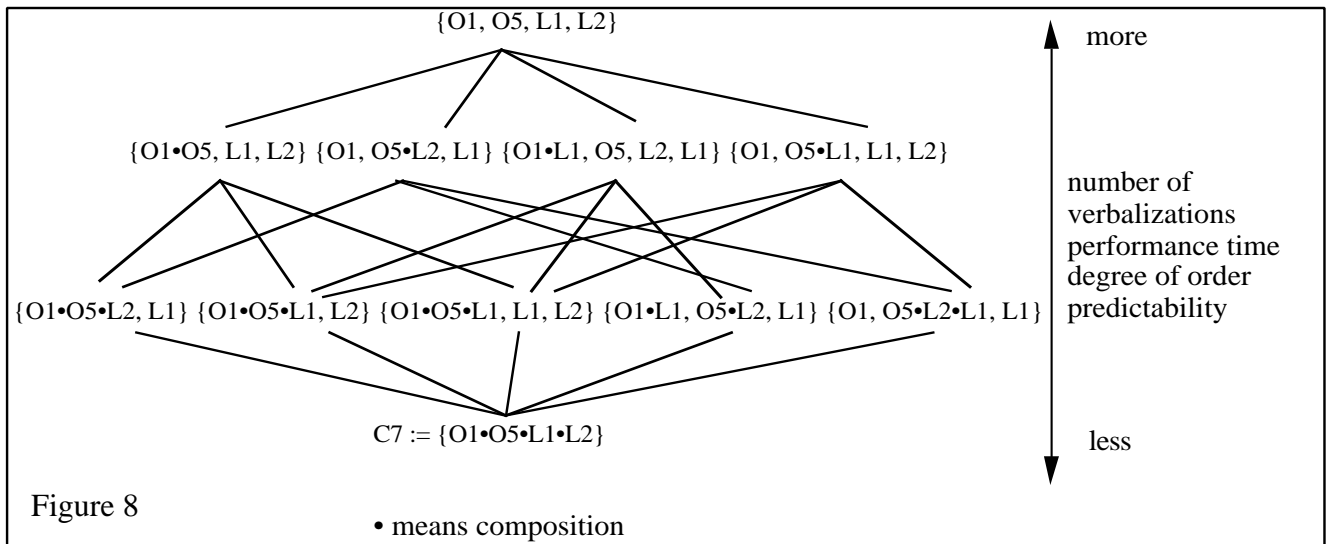 {O1, O5, L1, L2}
more
{O1•O5, L1, L2} {O1, O5•L2, L1} {O1•L1, O5, L2, L1} {O1, O5•L1, L1, L2}
number of
verbalizations
performance time
degree of order
predictability
{O1•O5•L2, L1} {O1•O5•L1, L2} {O1•O5•L1, L1, L2} {O1•L1, O5•L2, L1} {O1, O5•L2•L1, L1}
C7 := {O1•O5•L1•L2}
less
Figure 8
• means composition